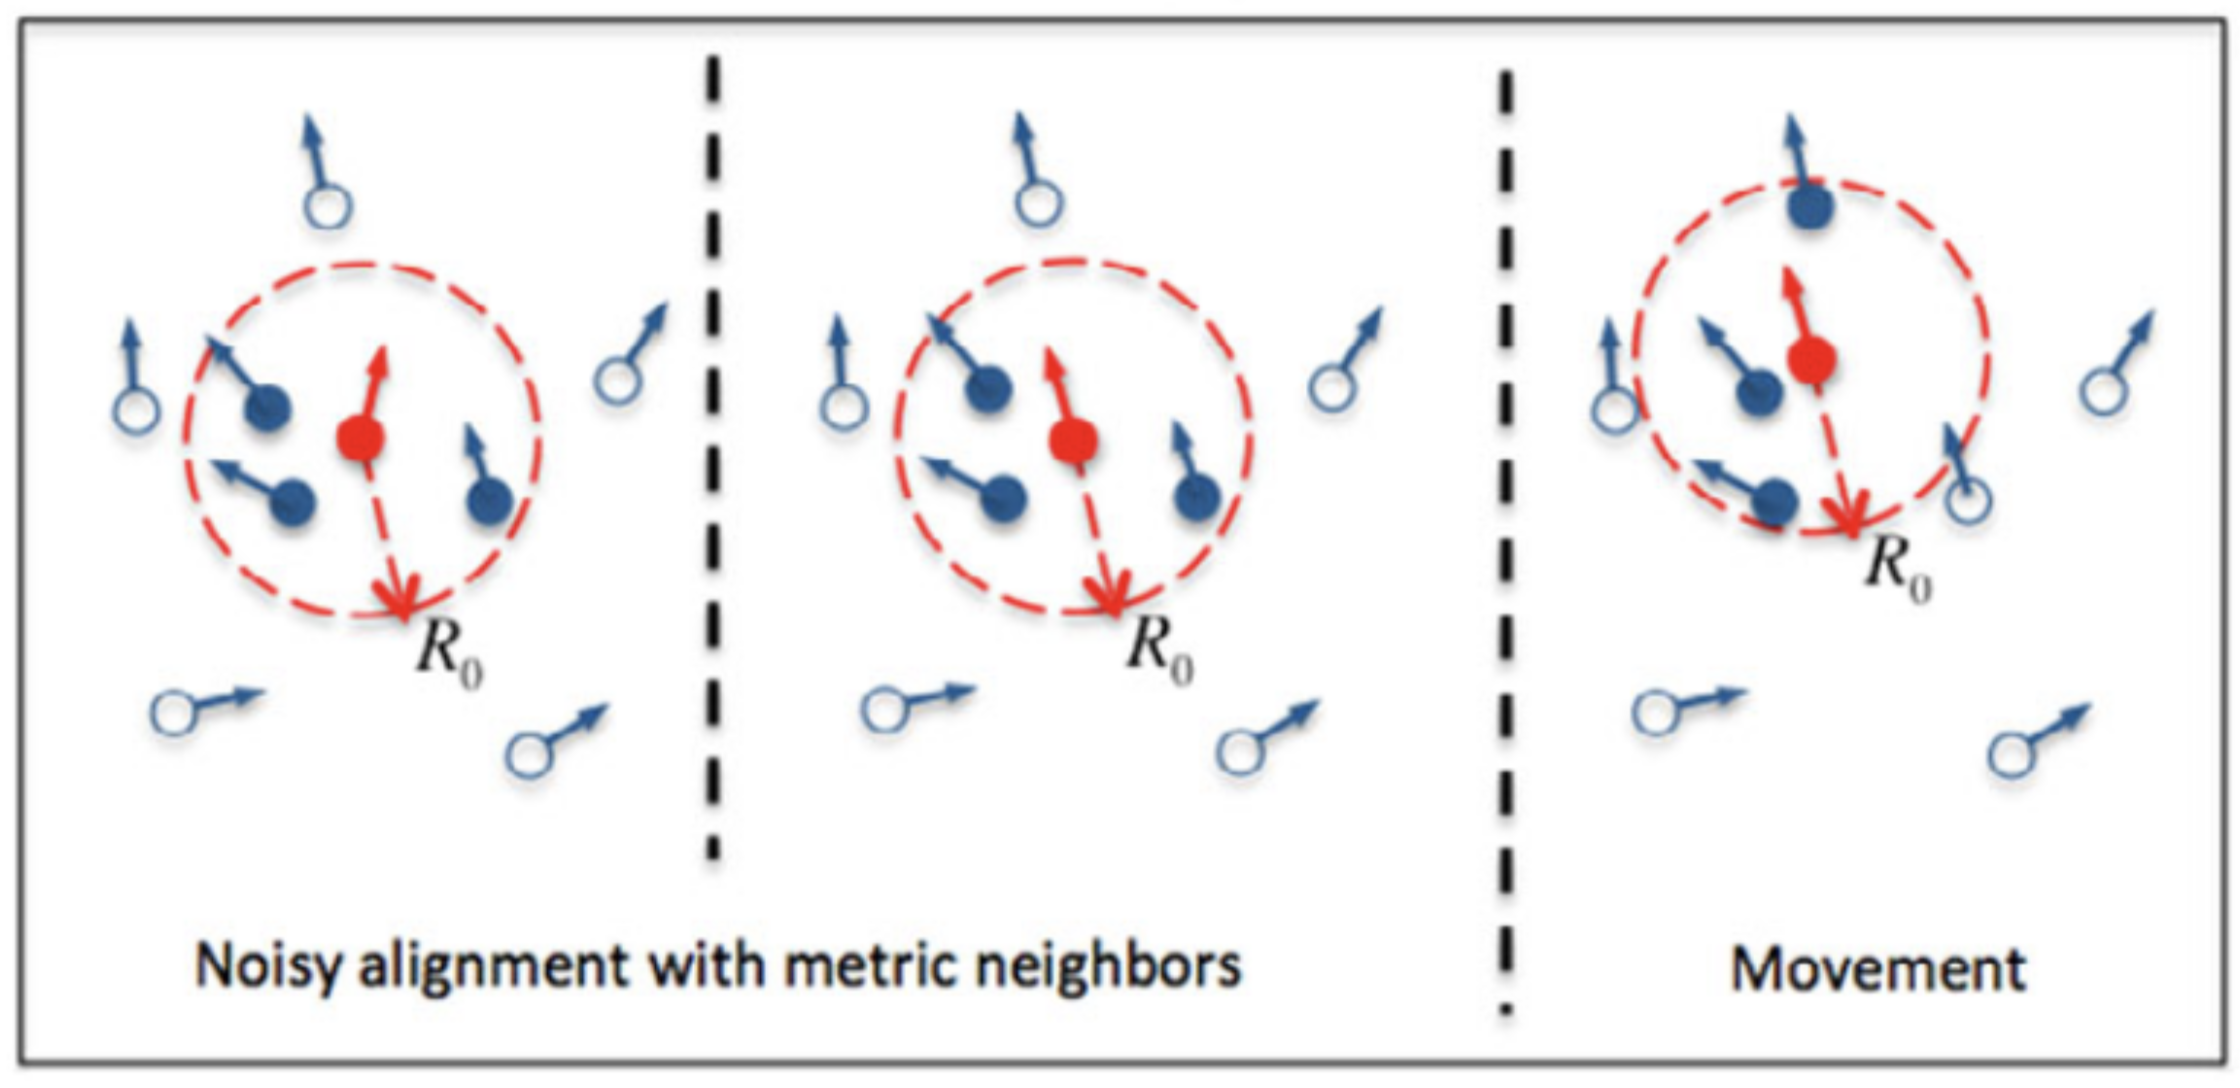 R₀
R₀
R₀
Noisy alignment with metric neighbors
Movement